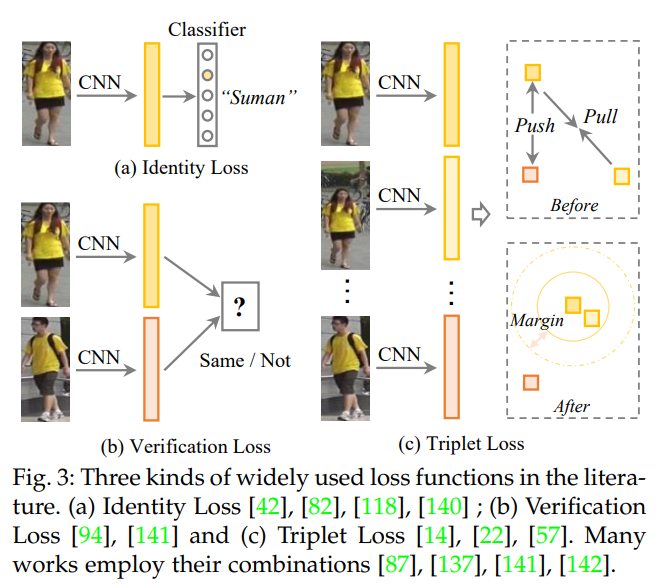 Classifier
CNN
“Suman”
(a) Identity Loss
CNN
CNN
?
Same / Not
(b) Verification Loss
CNN
CNN
CNN
(c) Triplet Loss
Push
Pull
Before
Margin
After
Fig. 3: Three kinds of widely used loss functions in the litera-
ture. (a) Identity Loss [42], [82], [118], [140] ; (b) Verification
Loss [94], [141] and (c) Triplet Loss [14], [22], [57]. Many
works employ their combinations [87], [137], [141], [142].